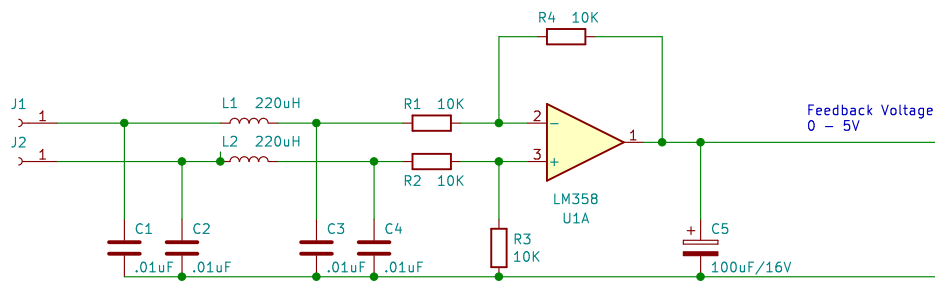 R4 10K
J1
1
L1 220uH
R1 10K
2
−
Feedback Voltage
0 – 5V
1
J2
1
L2 220uH
3
+
R2 10K
LM358
U1A
C1
C2
C3
C4
R3
10K
+
C5
.01uF
.01uF
.01uF
.01uF
100uF/16V